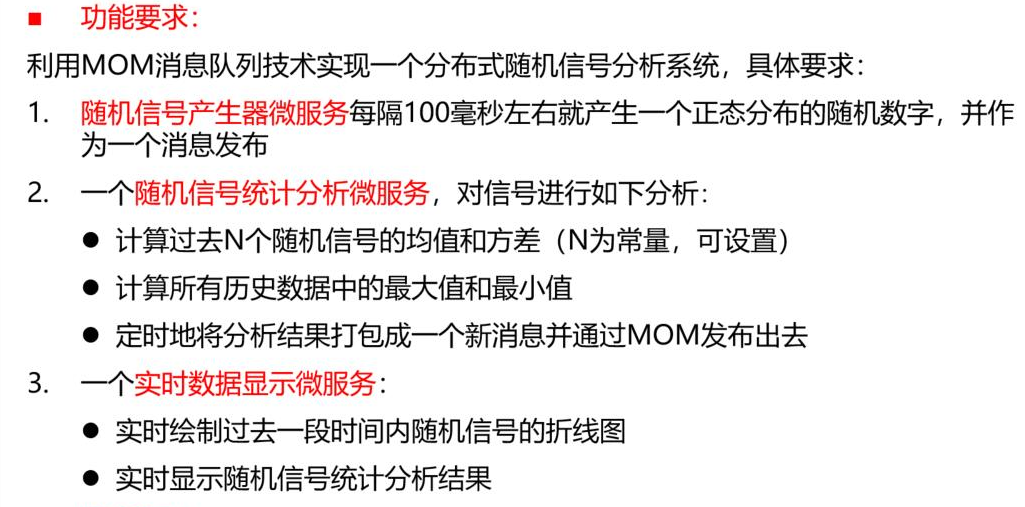 ■ 功能要求：
利用MOM消息队列技术实现一个分布式随机信号分析系统，具体要求：
1. 随机信号产生器微服务每隔100毫秒左右就产生一个正态分布的随机数字，并作
为一个消息发布
2. 一个随机信号统计分析微服务，对信号进行如下分析：
● 计算过去N个随机信号的均值和方差（N为常量，可设置）
● 计算所有历史数据中的最大值和最小值
● 定时地将分析结果打包成一个新消息并通过MOM发布出去
3. 一个实时数据显示微服务：
● 实时绘制过去一段时间内随机信号的折线图
● 实时显示随机信号统计分析结果